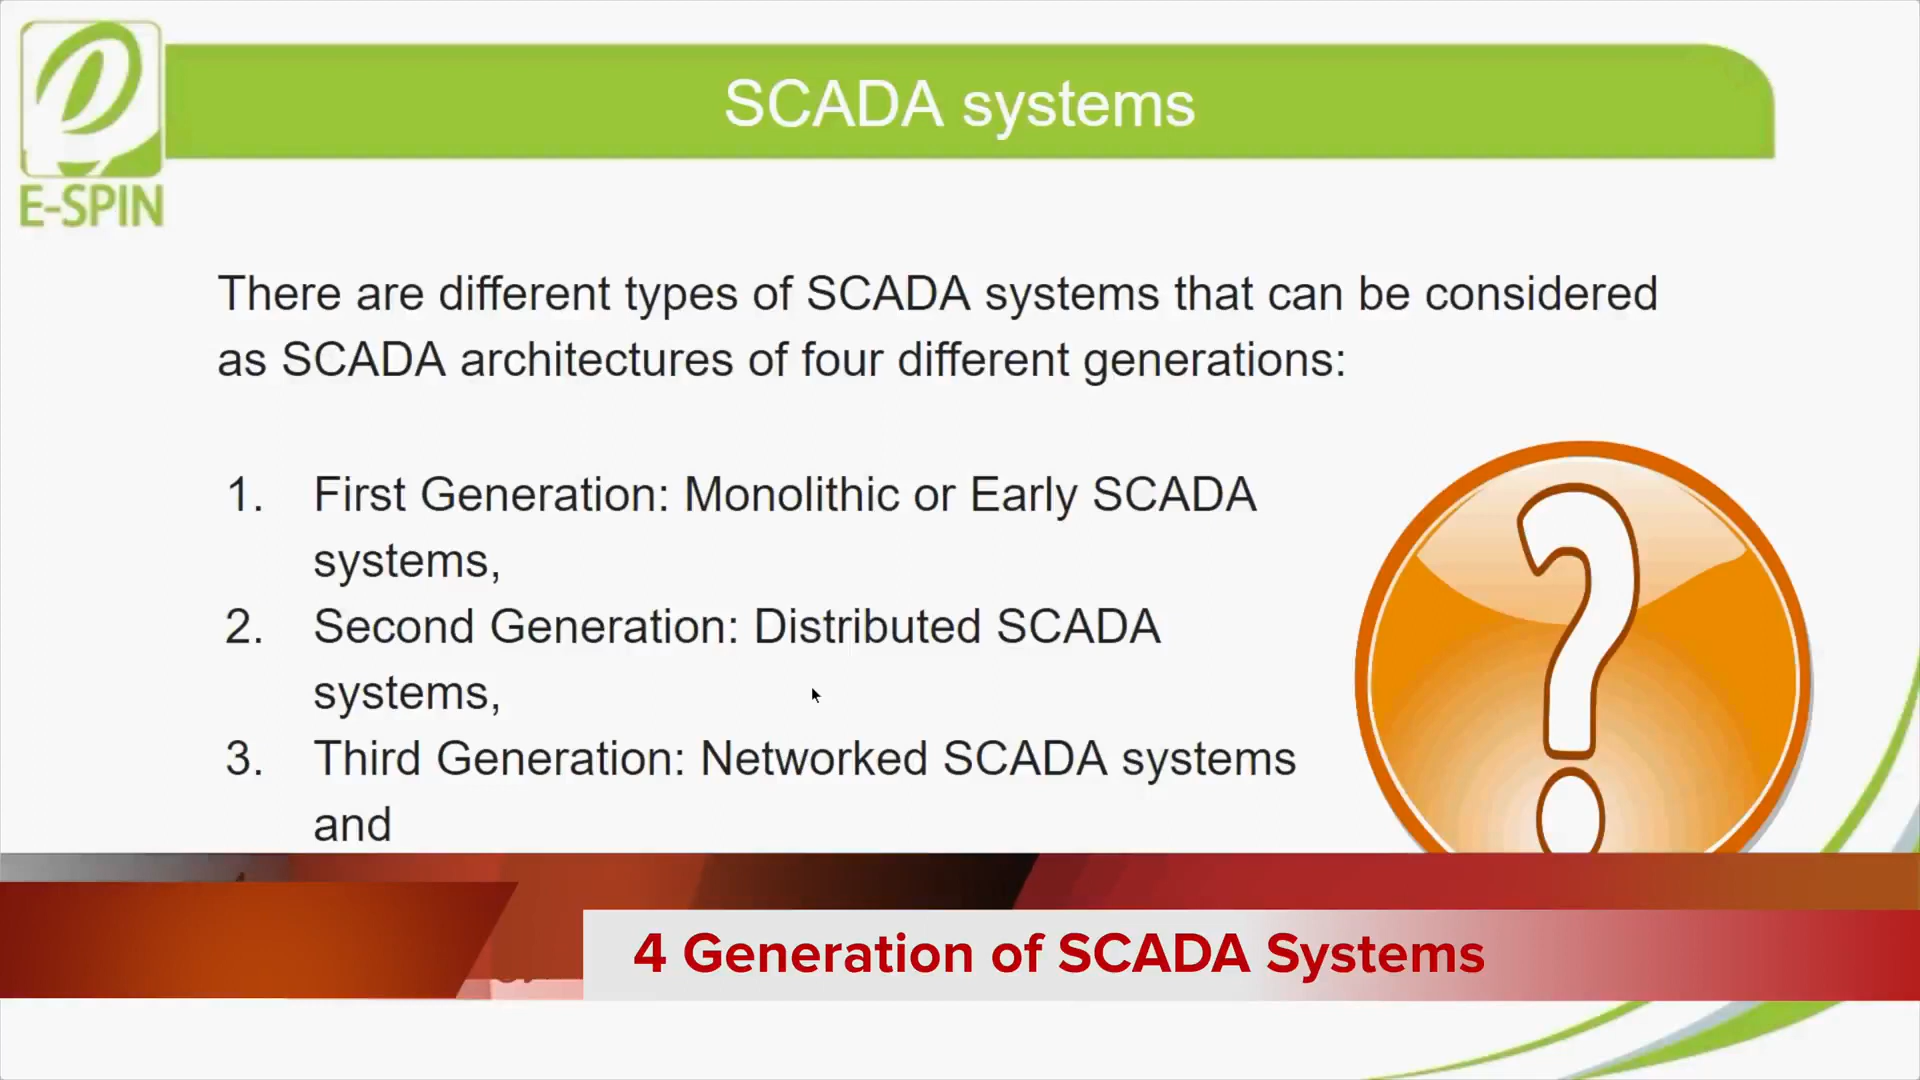 SCADA systems
E-SPIN
There are different types of SCADA systems that can be considered
as SCADA architectures of four different generations:
1. First Generation: Monolithic or Early SCADA
systems,
2. Second Generation: Distributed SCADA
systems,
3. Third Generation: Networked SCADA systems
and
4 Generation of SCADA Systems